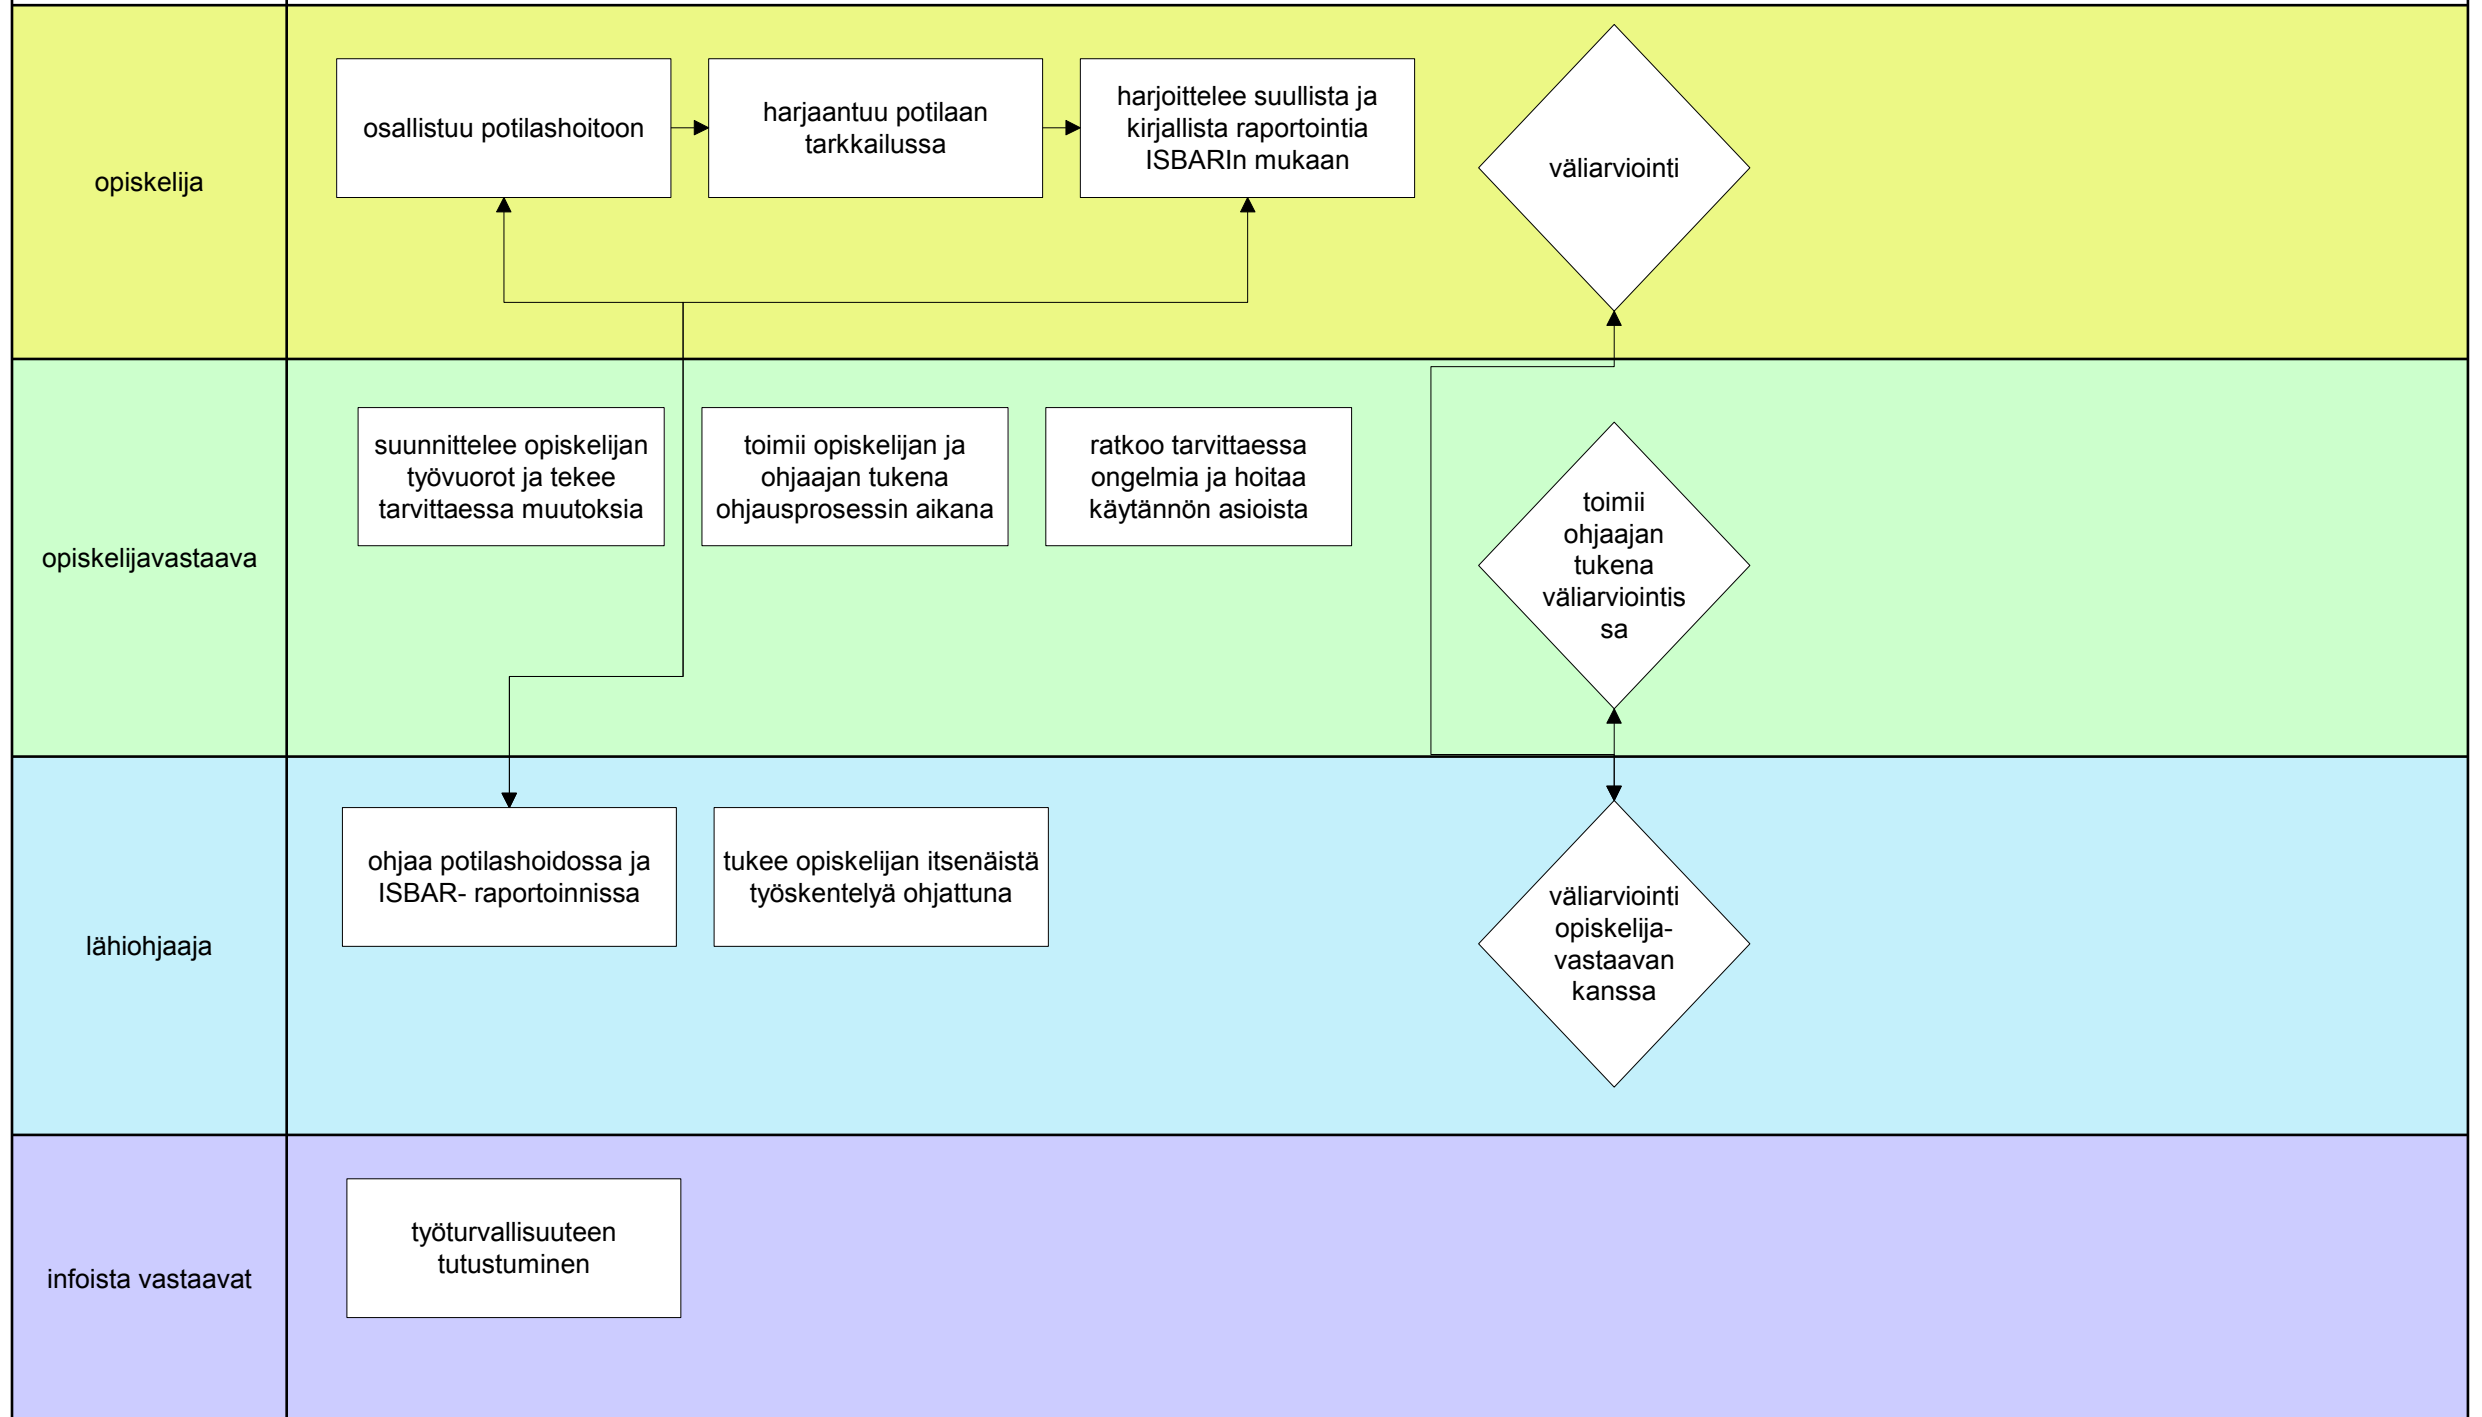 opiskelija
osallistuu potilashoitoon
harjaantuu potilaan
tarkkailussa
harjoittelee suullista ja
kirjallista raportointia
ISBARIn mukaan
väliarviointi
opiskelijavastaava
suunnittelee opiskelijan
työvuorot ja tekee
tarvittaessa muutoksia
toimii opiskelijan ja
ohjaajan tukena
ohjausprosessin aikana
ratkoo tarvittaessa
ongelmia ja hoitaa
käytännön asioista
toimii
ohjaajan
tukena
väliarviointis
sa
lähiohjaaja
ohjaa potilashoidossa ja
ISBAR- raportoinnissa
tukee opiskelijan itsenäistä
työskentelyä ohjattuna
väliarviointi
opiskelija-
vastaavan
kanssa
infoista vastaavat
työturvallisuuteen
tutustuminen